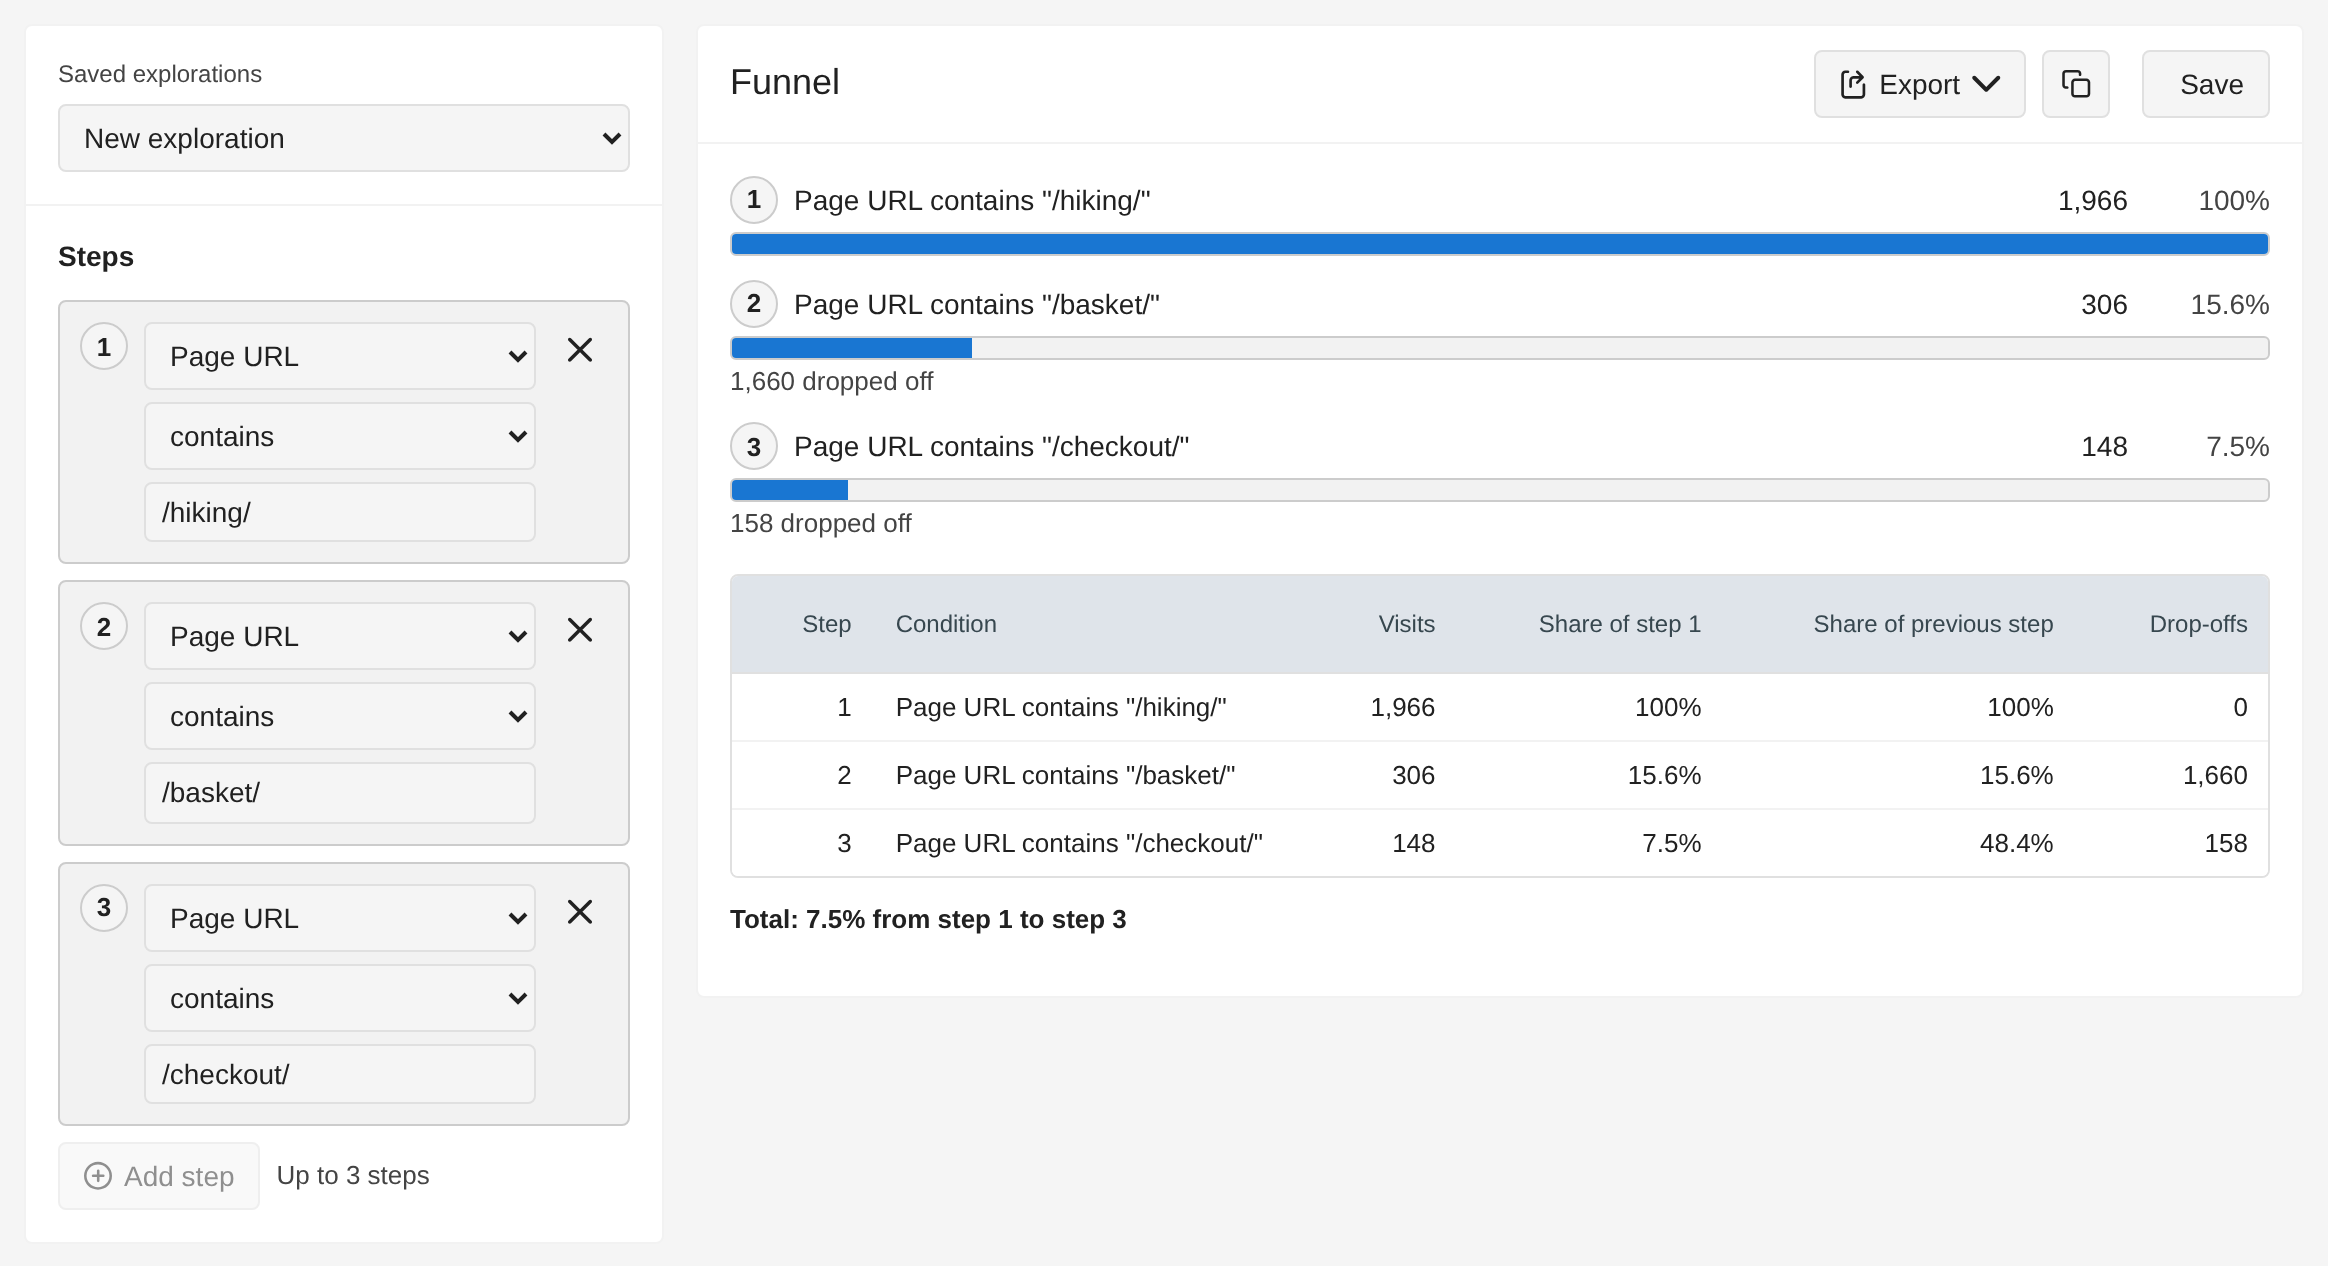 Saved explorations
New exploration
Steps
1
Page URL
contains
/hiking/
2
Page URL
contains
/basket/
3
Page URL
contains
/checkout/
Add step Up to 3 steps
Funnel
Export
Save
1 Page URL contains "/hiking/" 1,966 100%
2 Page URL contains "/basket/" 306 15.6%
1,660 dropped off
3 Page URL contains "/checkout/" 148 7.5%
158 dropped off
Step Condition Visits Share of step 1 Share of previous step Drop-offs
1 Page URL contains "/hiking/" 1,966 100% 100% 0
2 Page URL contains "/basket/" 306 15.6% 15.6% 1,660
3 Page URL contains "/checkout/" 148 7.5% 48.4% 158
Total: 7.5% from step 1 to step 3